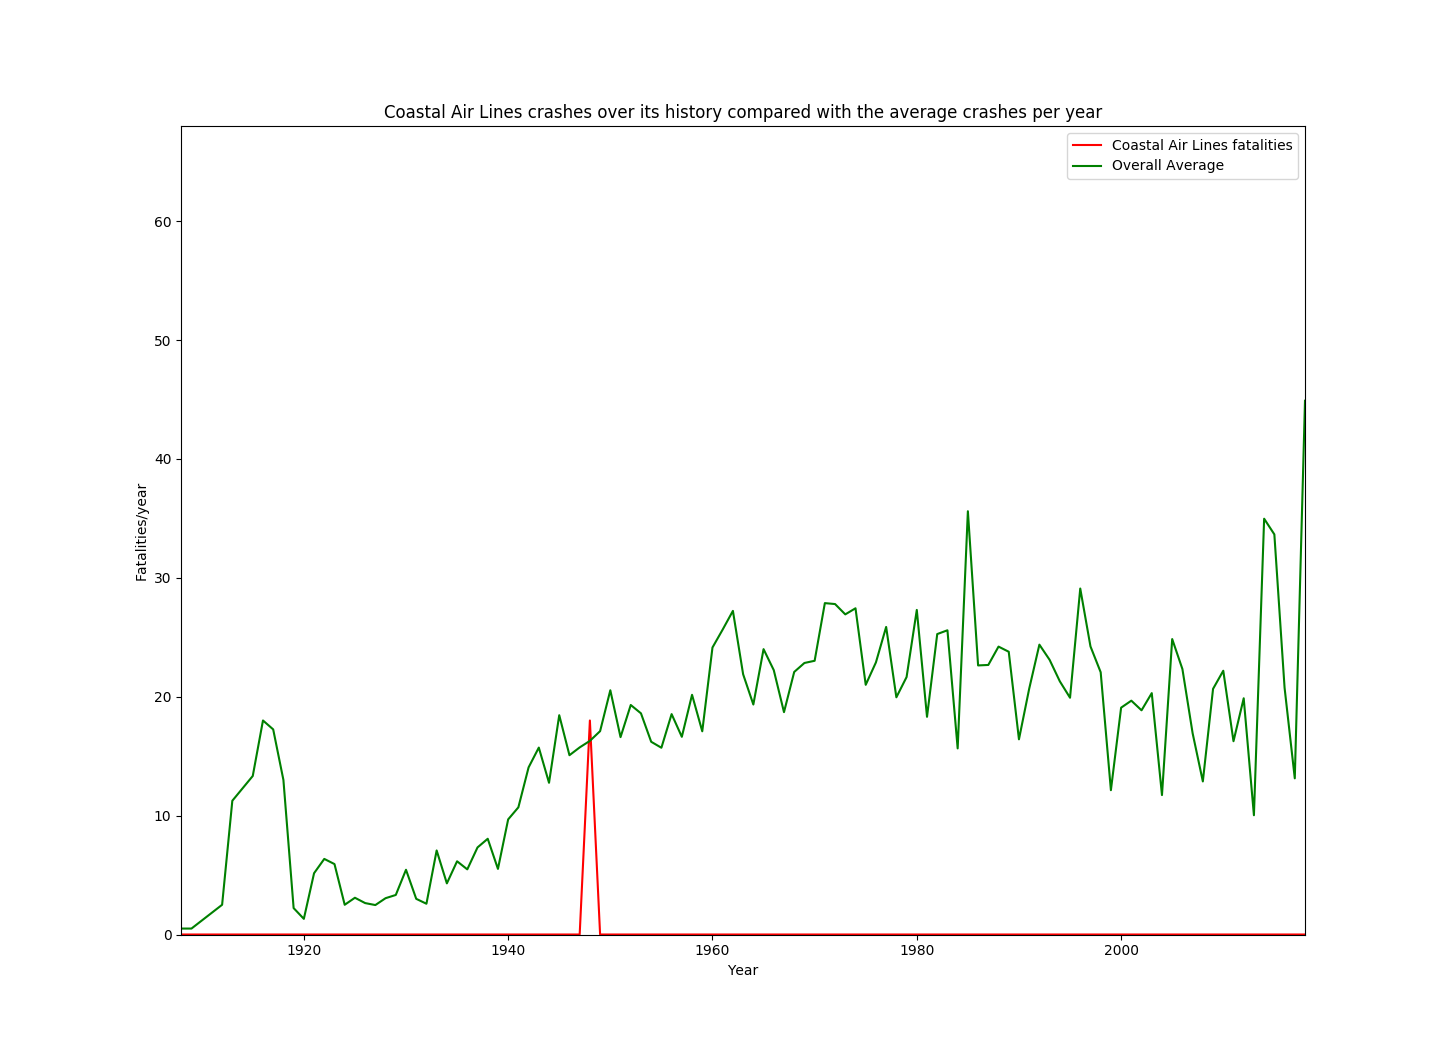 Coastal Air Lines crashes over its history compared with the average crashes per year
Coastal Air Lines fatalities
Overall Average
60
50
40
30
20
10
0
Fatalities/year
1920
1940
1960
1980
2000
Year